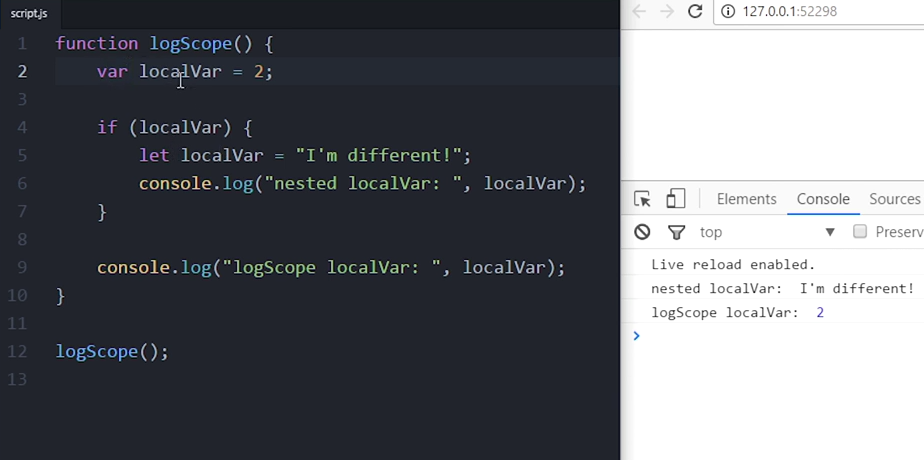 script.js
1 function logScope() {
2 var localVar = 2;
3
4 if (localVar) {
5 let localVar = "I'm different!";
6 console.log("nested localVar: ", localVar);
7 }
8
9 console.log("logScope localVar: ", localVar);
10 }
11
12 logScope();
13
127.0.0.1:52298
Elements Console Sources
top Preserv
Live reload enabled.
nested localVar: I'm different!
logScope localVar: 2